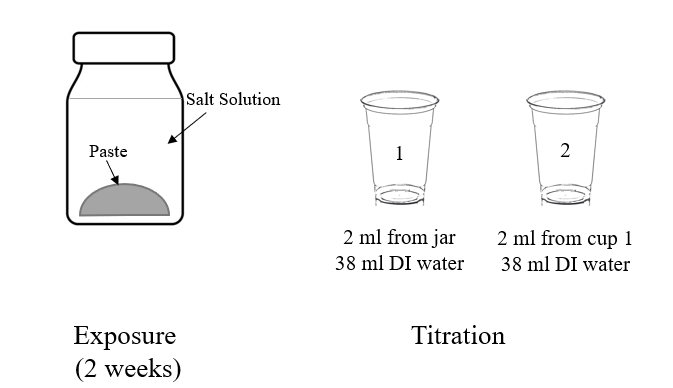 Salt Solution
Paste
1
2
2 ml from jar
38 ml DI water
2 ml from cup 1
38 ml DI water
Exposure
(2 weeks)
Titration